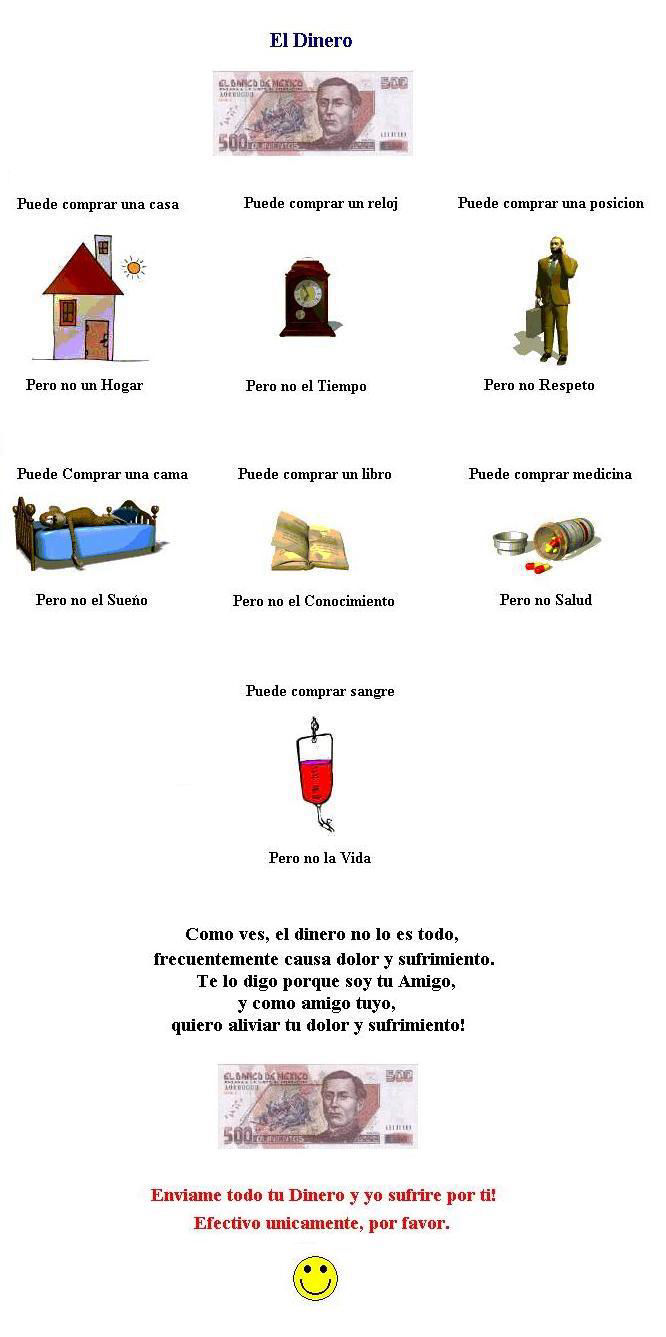 El Dinero
EL BANCO DE MEXICO
500
500
Puede comprar una casa
Puede comprar un reloj
Puede comprar una posicion
Pero no un Hogar
Pero no el Tiempo
Pero no Respeto
Puede Comprar una cama
Puede comprar un libro
Puede comprar medicina
Pero no el Sueño
Pero no el Conocimiento
Pero no Salud
Puede comprar sangre
Pero no la Vida
Como ves, el dinero no lo es todo,
frecuentemente causa dolor y sufrimiento.
Te lo digo porque soy tu Amigo,
y como amigo tuyo,
quiero aliviar tu dolor y sufrimiento!
EL BANCO DE MEXICO
500
500
Enviame todo tu Dinero y yo sufrire por ti!
Efectivo unicamente, por favor.